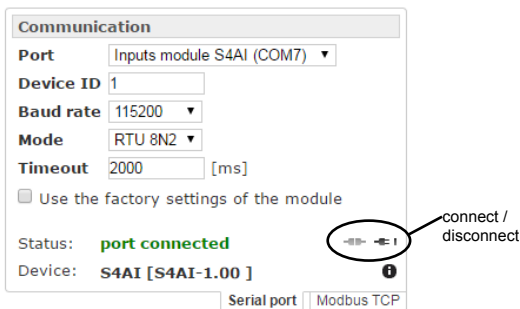 Communication
Port Inputs module S4AI (COM7)
Device ID 1
Baud rate 115200
Mode RTU 8N2
Timeout 2000 [ms]
Use the factory settings of the module
connect /
disconnect
Status: port connected
Device: S4AI [S4AI-1.00 ]
Serial port Modbus TCP